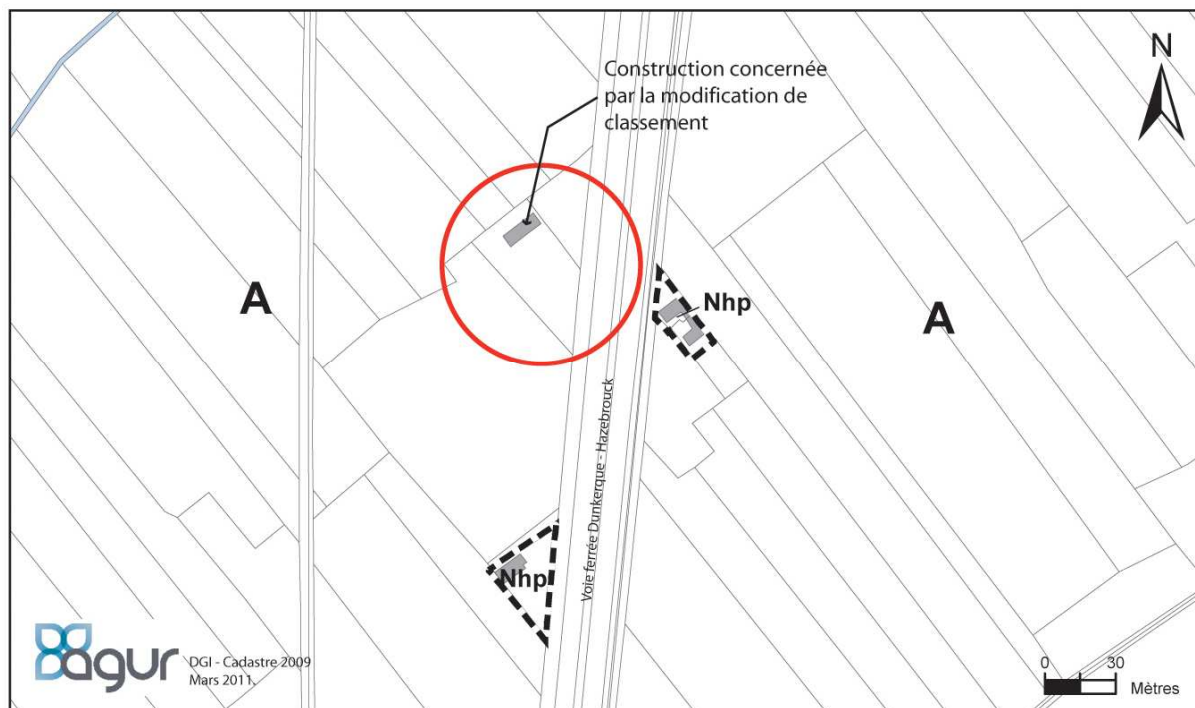 N
Construction concernée
par la modification de
classement
A
Nhp
A
Voie ferrée Dunkerque - Hazebrouck
Nhp
agur
DGI - Cadastre 2009
Mars 2011.
0 30
Mètres